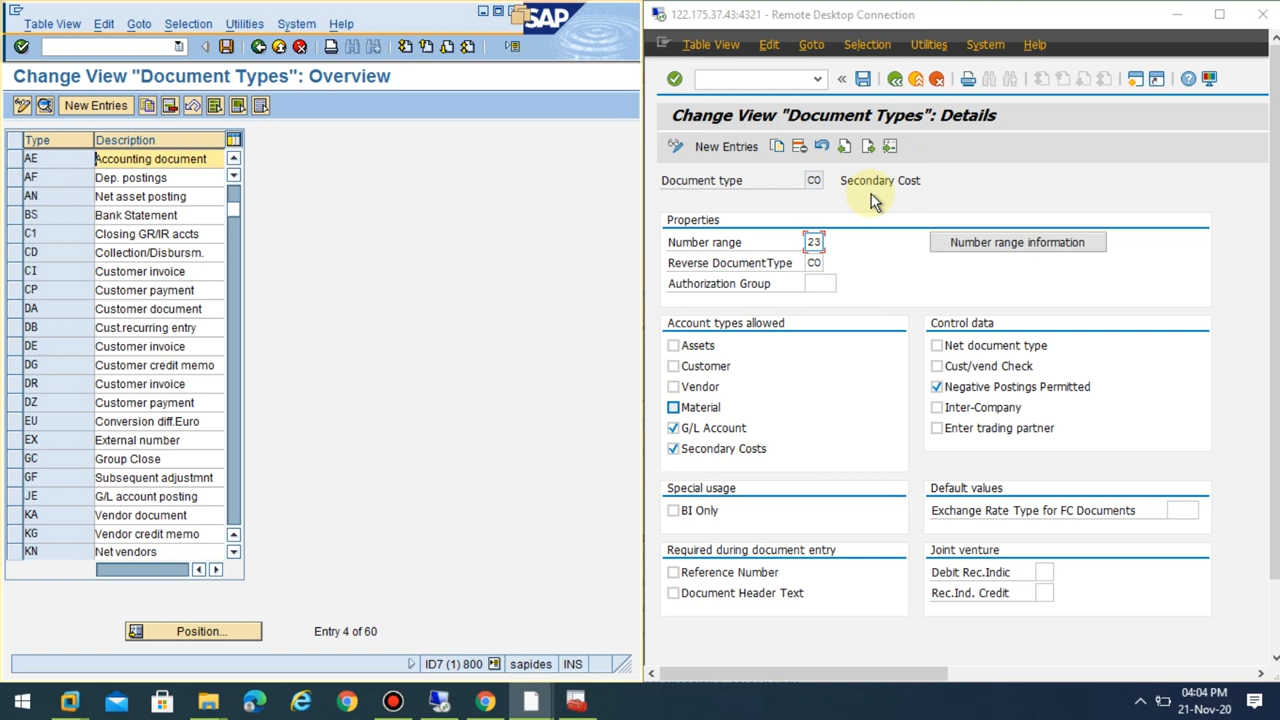 Table View Edit Goto Selection Utilities System Help
SAP
Change View "Document Types": Overview
New Entries
Type Description
AE Accounting document
AF Dep. postings
AN Net asset posting
BS Bank Statement
C1 Closing GR/IR accts
CD Collection/Disbursm.
CI Customer invoice
CP Customer payment
DA Customer document
DB Cust.recurring entry
DE Customer invoice
DG Customer credit memo
DR Customer invoice
DZ Customer payment
EU Conversion diff.Euro
EX External number
GC Group Close
GF Subsequent adjustmnt
JE G/L account posting
KA Vendor document
KG Vendor credit memo
KN Net vendors
Position... Entry 4 of 60
ID7 (1) 800 sapides INS
122.175.37.43:4321 - Remote Desktop Connection
Table View Edit Goto Selection Utilities System Help
Change View "Document Types": Details
New Entries
Document type CO Secondary Cost
Properties
Number range 23 Number range information
Reverse DocumentType CO
Authorization Group
Account types allowed Control data
Assets Net document type
Customer Cust/vend Check
Vendor Negative Postings Permitted
Material Inter-Company
G/L Account Enter trading partner
Secondary Costs
Special usage Default values
BI Only Exchange Rate Type for FC Documents
Required during document entry Joint venture
Reference Number Debit Rec.Indic
Document Header Text Rec.Ind. Credit
04:04 PM
21-Nov-20